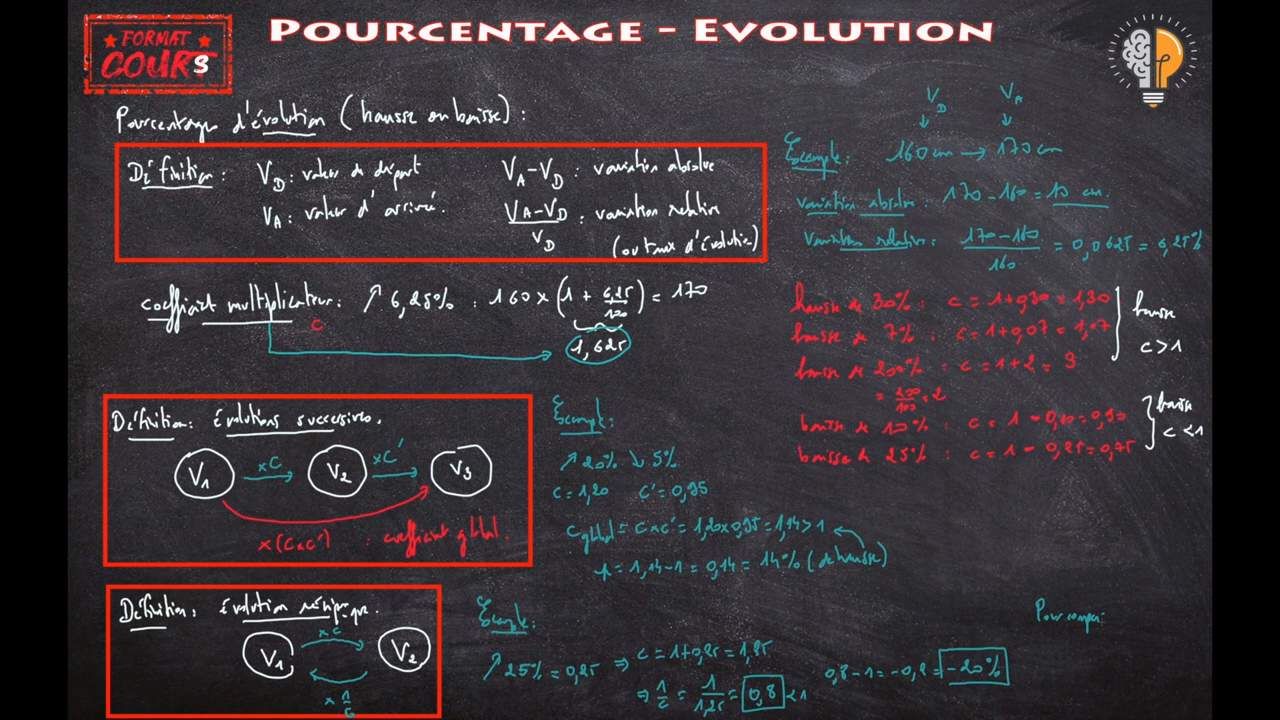 FORMAT COURS
POURCENTAGE - EVOLUTION
Pourcentage d'évolution (hausse ou baisse) :
Définition : V_D : valeur de départ
V_A : valeur d'arrivée.
V_A - V_D : variation absolue
(V_A - V_D)/V_D : variation relative
(ou taux d'évolution)
V_D V_A
↓ ↓
Exemple : 160 cm → 170 cm
variation absolue : 170 - 160 = 10 cm.
variation relative : (170 - 160)/160 = 0,0625 = 6,25%
coefficient multiplicateur : ↗ 6,25% : 160 × (1 + 6,25/100) = 170
c
1,625
hausse de 30% : c = 1 + 0,30 = 1,30
hausse de 7% : c = 1 + 0,07 = 1,07
hausse de 200% : c = 1 + 2 = 3
= 200/100 = 2
hausse
c > 1
baisse de 10% : c = 1 - 0,10 = 0,90
baisse de 25% : c = 1 - 0,25 = 0,75
baisse
c < 1
Définition : évolutions successives.
V1 ×C V2 ×C' V3
×(C×C') : coefficient global.
Exemple :
↗ 20% ↘ 5%
c = 1,20 c' = 0,95
c global = c×c' = 1,20×0,95 = 1,14 > 1
t = 1,14 - 1 = 0,14 = 14% (de hausse)
Définition : évolution réciproque.
×C
V1 V2
× 1/c
Exemple :
↗ 25% = 0,25 ⇒ c = 1 + 0,25 = 1,25
⇒ 1/c = 1/1,25 = 0,8 < 1
0,8 - 1 = -0,2 = -20%
Pour compen